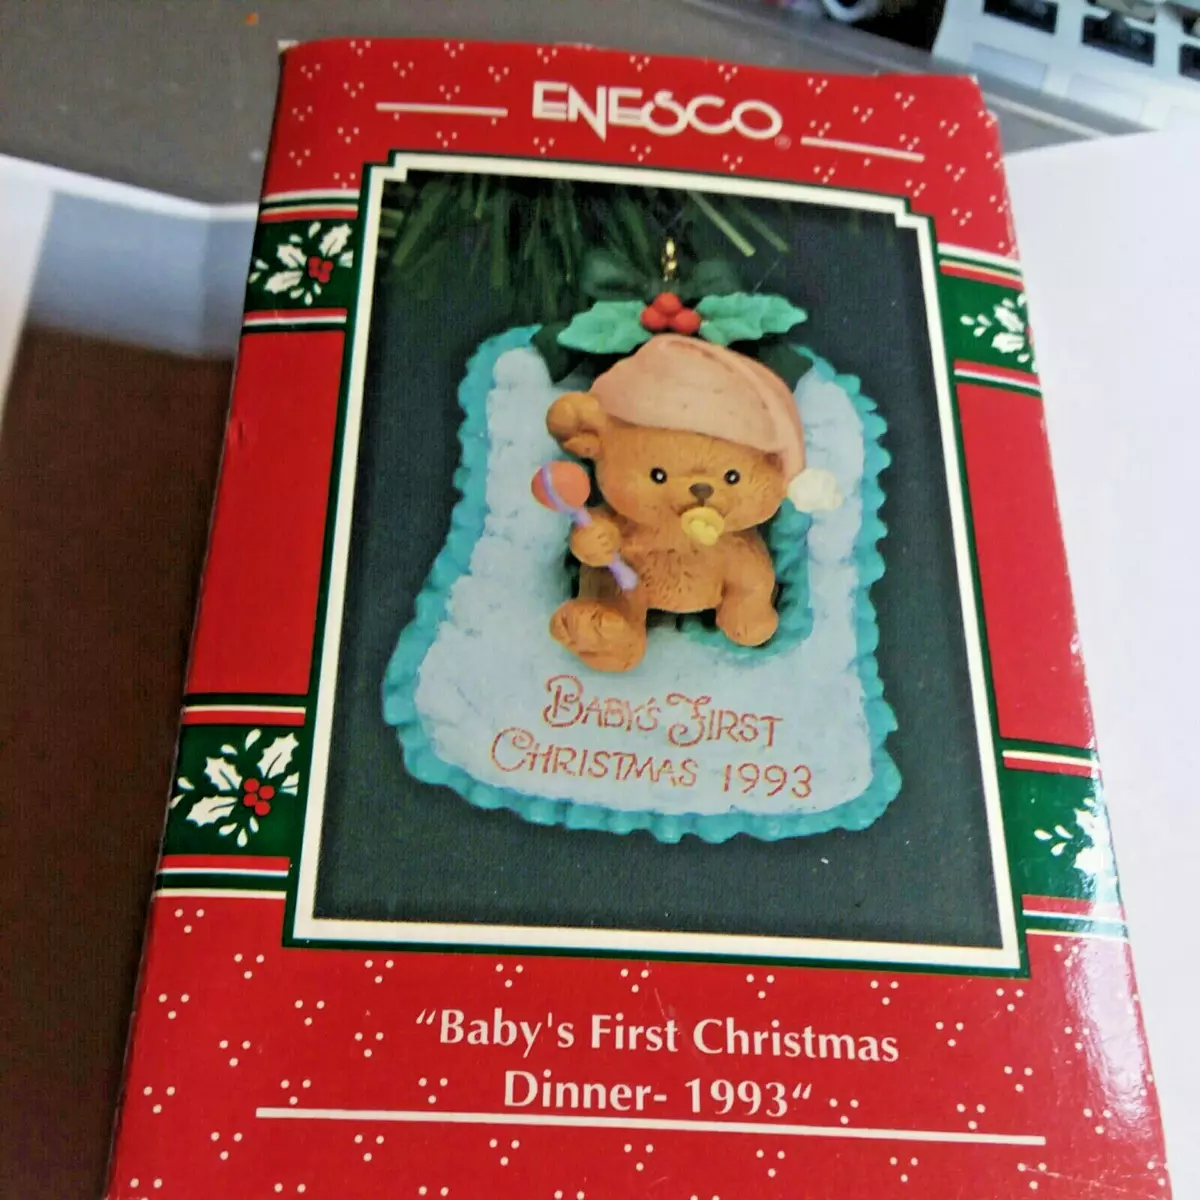 ENESCO®
BABY'S FIRST
CHRISTMAS 1993
"Baby's First Christmas
Dinner- 1993"